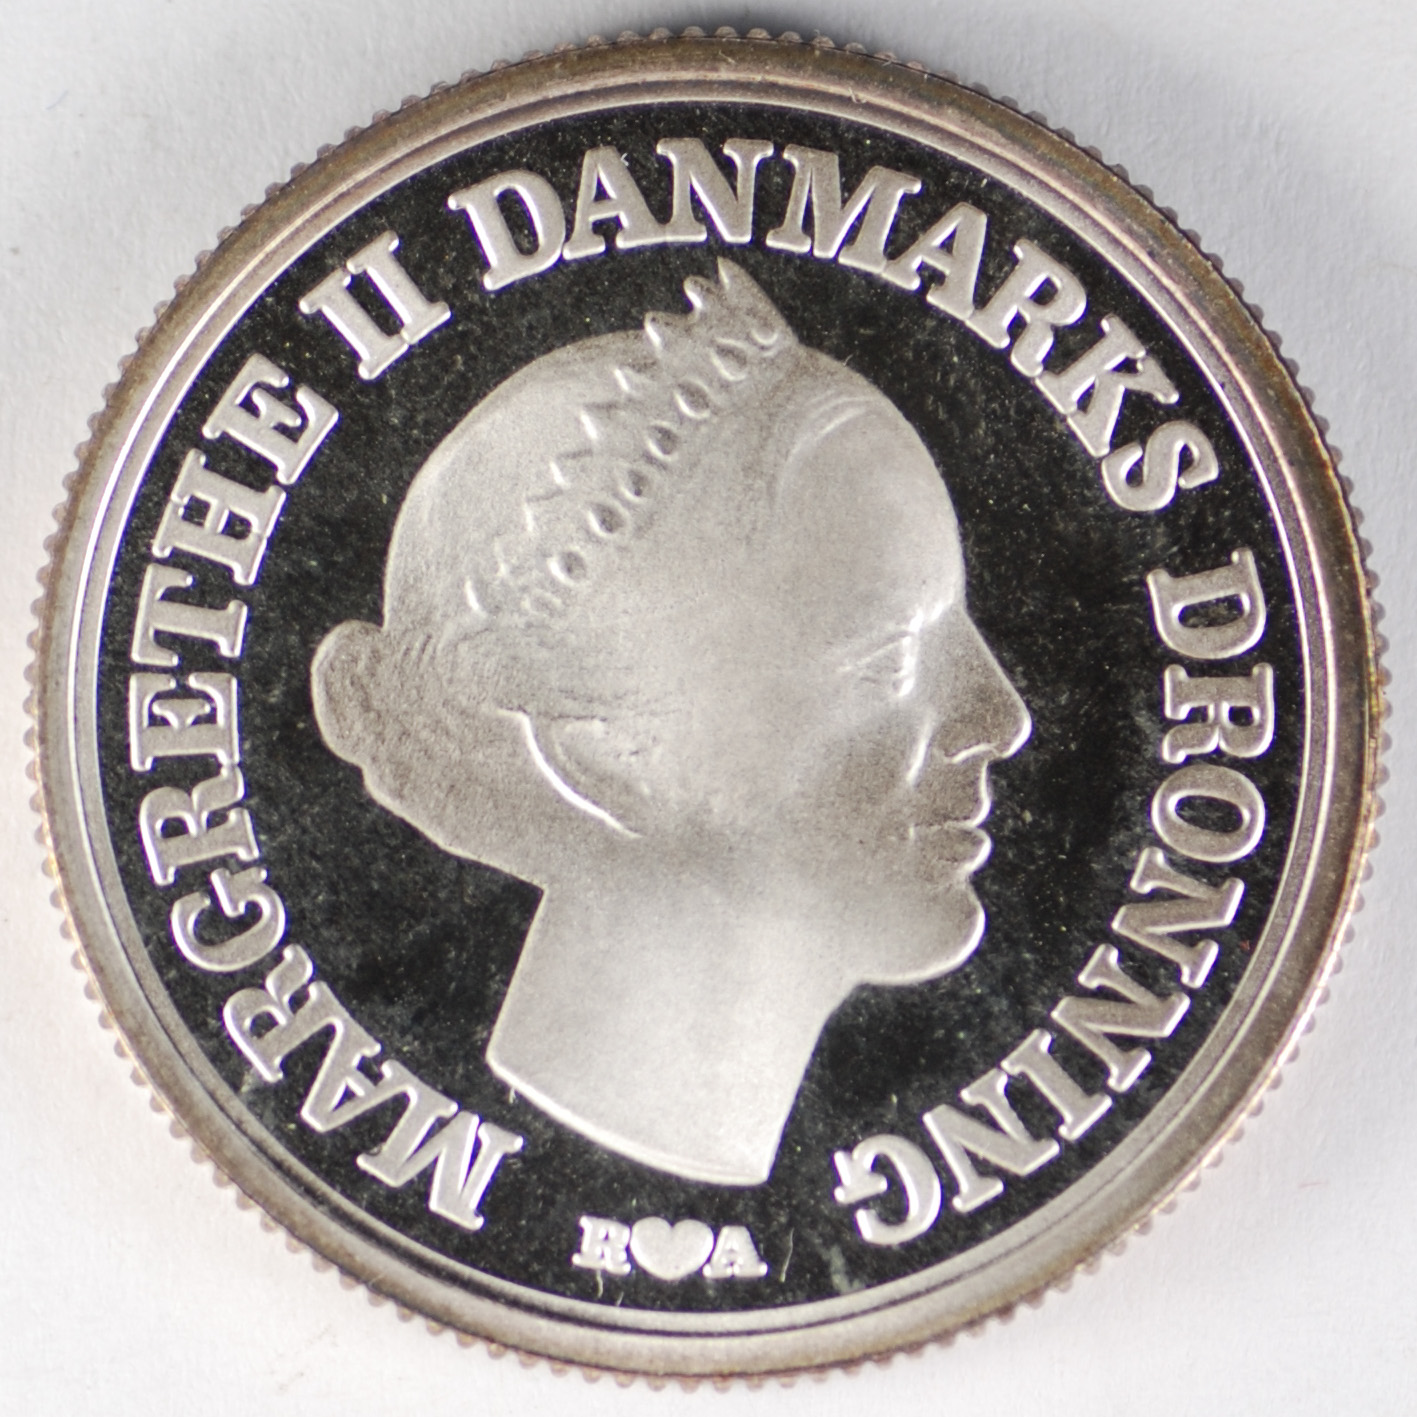 MARGRETHE II DANMARKS DRONNING
R♥A